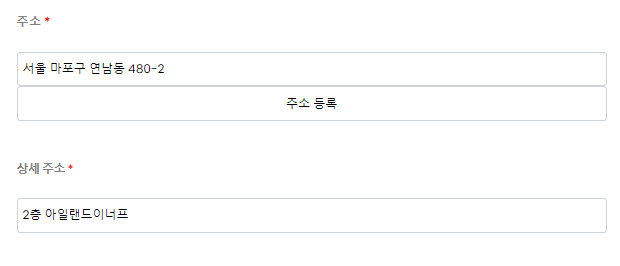 주소 *
서울 마포구 연남동 480-2
주소 등록
상세 주소 *
2층 아일랜드이너프